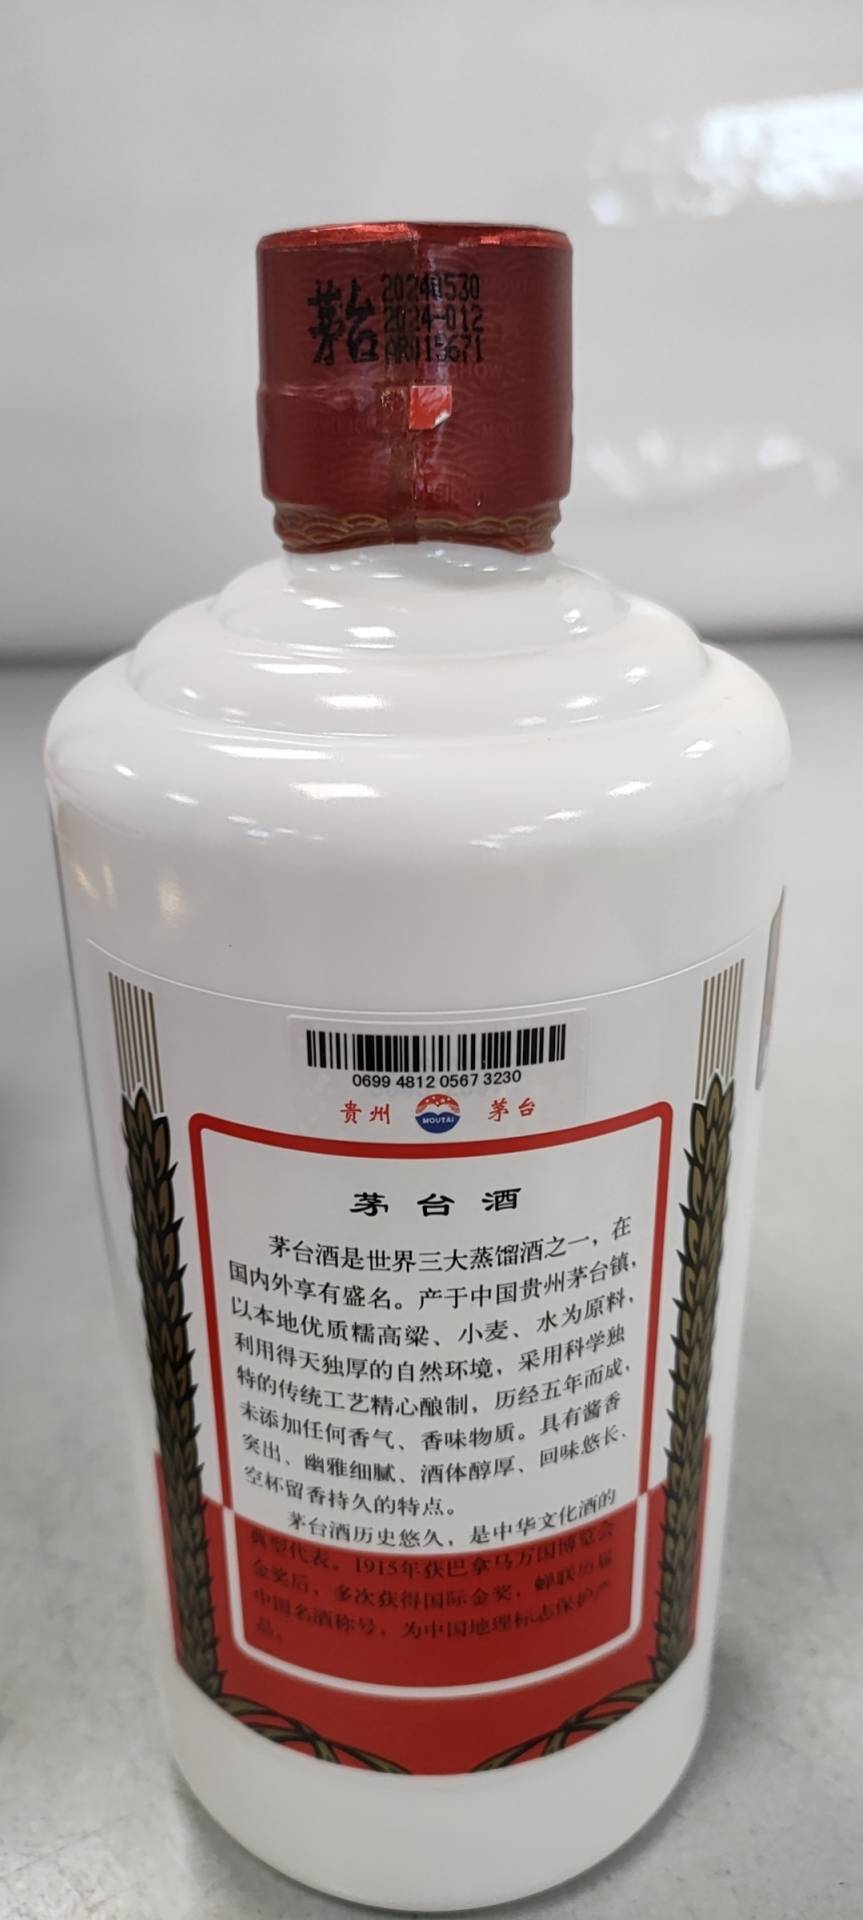 茅台
20240530
2024-012
AR015671
0699 4812 0567 3230
贵州 MOUTAI 茅台
茅台酒
茅台酒是世界三大蒸馏酒之一，在
国内外享有盛名。产于中国贵州茅台镇，
以本地优质糯高粱、小麦、水为原料，
利用得天独厚的自然环境，采用科学独
特的传统工艺精心酿制，历经五年而成，
未添加任何香气、香味物质。具有酱香
突出、幽雅细腻、酒体醇厚、回味悠长、
空杯留香持久的特点。
茅台酒历史悠久，是中华文化酒的
典型代表。1915年获巴拿马万国博览会
金奖后，多次获得国际金奖，蝉联历届
中国名酒称号，为中国地理标志保护产
品。